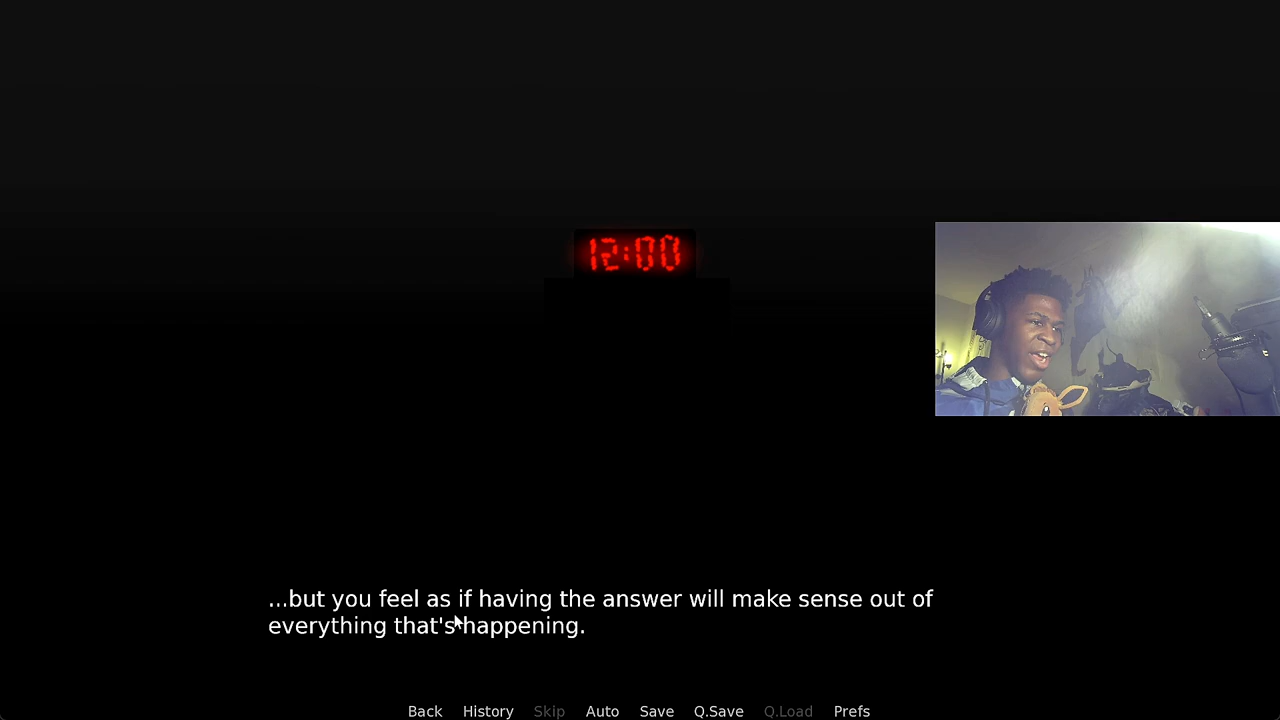 12:00
...but you feel as if having the answer will make sense out of
everything that's happening.
Back History Skip Auto Save Q.Save Q.Load Prefs